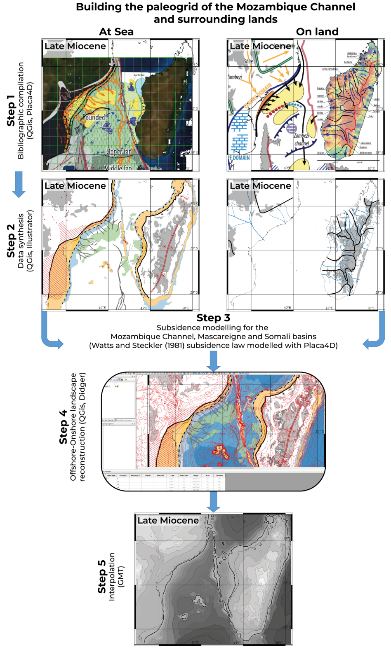 Building the paleogrid of the Mozambique Channel
and surrounding lands
At Sea
On land
Step 1
Bibliographic compilation
(QGis, Placa4D)
Late Miocene
Late Miocene
Step 2
Data synthesis
(QGis, Illustrator)
Late Miocene
Late Miocene
Step 3
Subsidence modelling for the
Mozambique Channel, Mascareigne and Somali basins
(Watts and Steckler (1981) subsidence law modelled with Placa4D)
Step 4
Offshore-Onshore landscape
reconstruction (QGis, Didger)
Step 5
Interpolation
(GMT)
Late Miocene